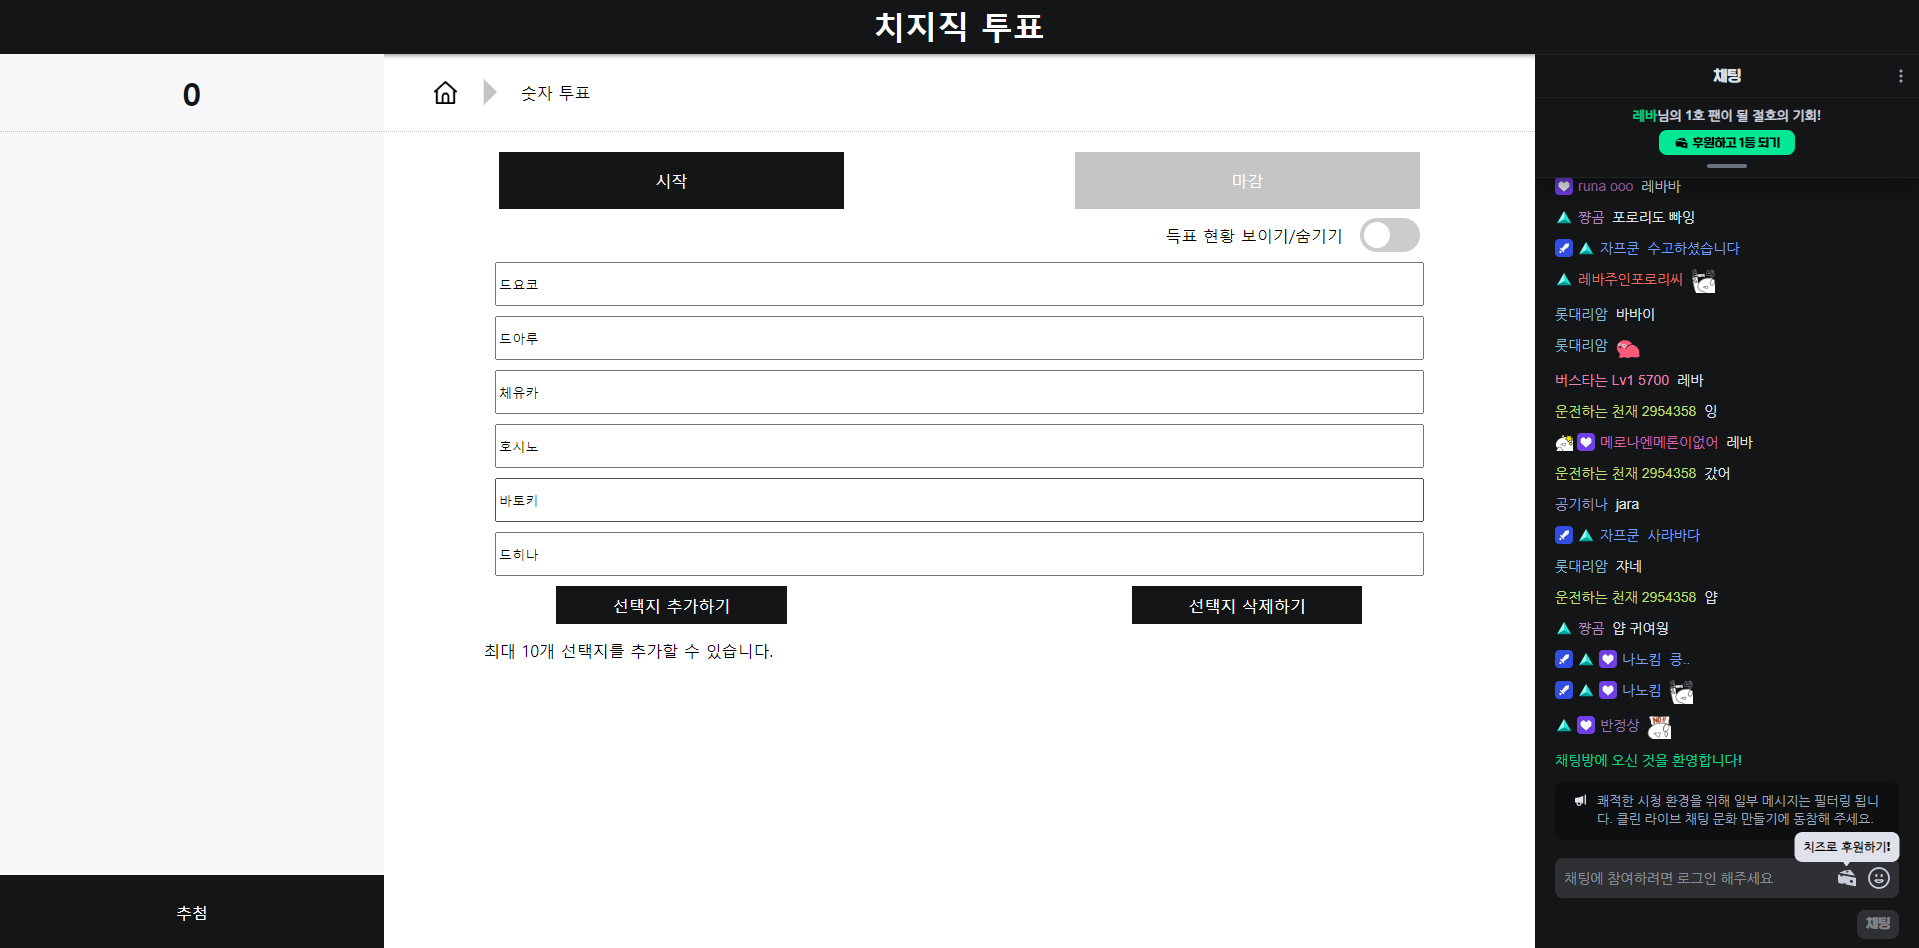 치지직 투표
0
숫자 투표
시작
마감
득표 현황 보이기/숨기기
드요코
드아루
체유카
호시노
바토키
드히나
선택지 추가하기
선택지 삭제하기
최대 10개 선택지를 추가할 수 있습니다.
추첨
채팅
레바님의 1호 팬이 될 절호의 기회!
후원하고 1등 되기
runa ooo 레바바
쨩곰 포로리도 빠잉
자프쿤 수고하셨습니다
레바주인포로리씨
롯대리암 바바이
롯대리암
버스타는 Lv1 5700 레바
운전하는 천재 2954358 잉
메로나엔메론이없어 레바
운전하는 천재 2954358 갔어
공기히나 jara
자프쿤 사라바다
롯대리암 쟈네
운전하는 천재 2954358 얍
쨩곰 얍 귀여웡
나노킴 킁..
나노킴
반정상
채팅방에 오신 것을 환영합니다!
쾌적한 시청 환경을 위해 일부 메시지는 필터링 됩니
다. 클린 라이브 채팅 문화 만들기에 동참해 주세요.
치즈로 후원하기!
채팅에 참여하려면 로그인 해주세요
채팅